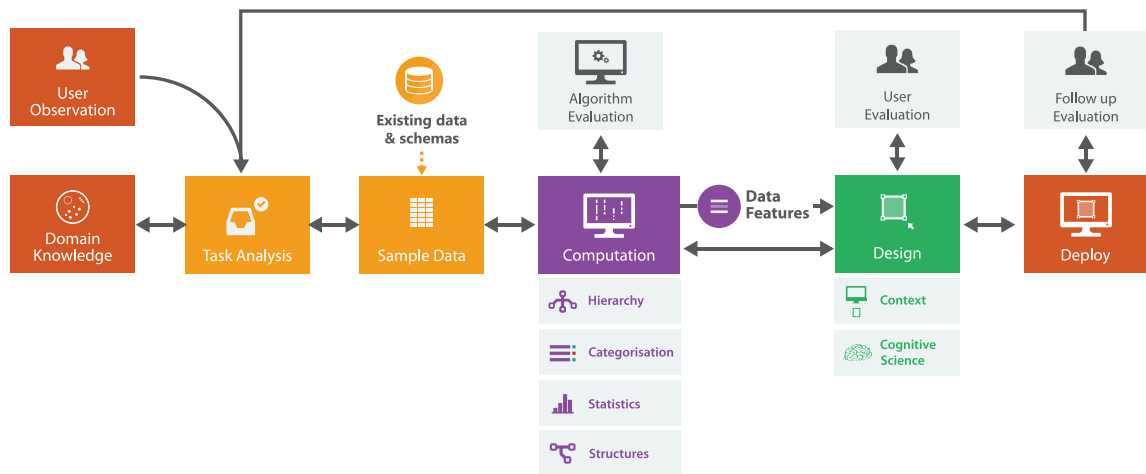 User
Observation
Existing data
& schemas
Algorithm
Evaluation
User
Evaluation
Follow up
Evaluation
Domain
Knowledge
Task Analysis
Sample Data
Computation
Data
Features
Design
Deploy
Hierarchy
Categorisation
Statistics
Structures
Context
Cognitive
Science